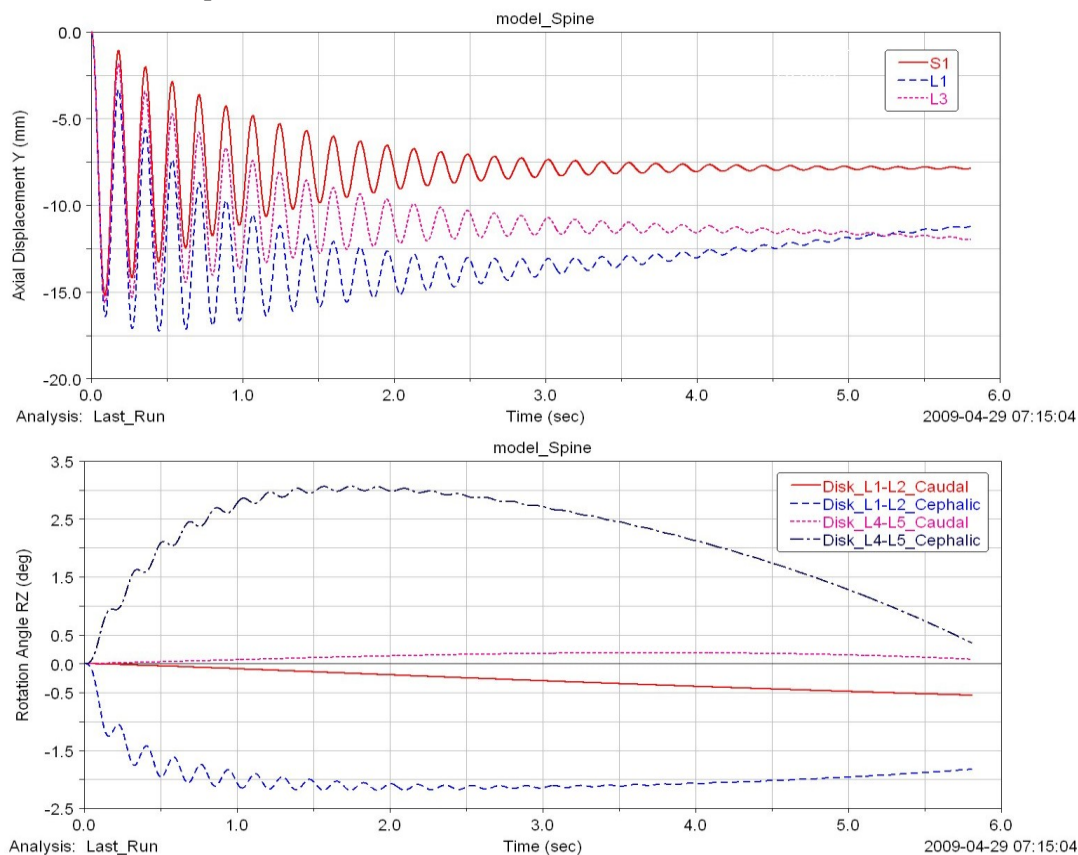 model_Spine
0.0
-5.0
-10.0
-15.0
-20.0
Axial Displacement Y (mm)
S1
L1
L3
0.0 1.0 2.0 3.0 4.0 5.0 6.0
Analysis: Last_Run Time (sec) 2009-04-29 07:15:04
model_Spine
3.5
2.5
1.5
0.5
0.0
-0.5
-1.5
-2.5
Rotation Angle RZ (deg)
Disk_L1-L2_Caudal
Disk_L1-L2_Cephalic
Disk_L4-L5_Caudal
Disk_L4-L5_Cephalic
0.0 1.0 2.0 3.0 4.0 5.0 6.0
Analysis: Last_Run Time (sec) 2009-04-29 07:15:04